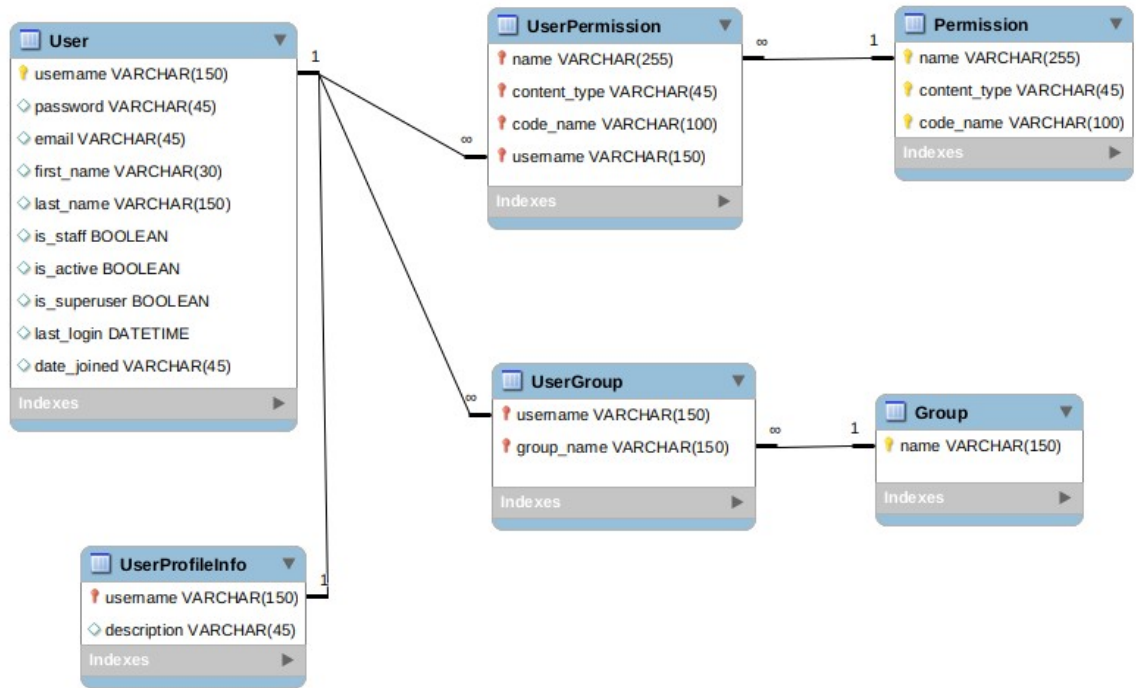 User
username VARCHAR(150)
password VARCHAR(45)
email VARCHAR(45)
first_name VARCHAR(30)
last_name VARCHAR(150)
is_staff BOOLEAN
is_active BOOLEAN
is_superuser BOOLEAN
last_login DATETIME
date_joined VARCHAR(45)
Indexes
1
∞
UserPermission
name VARCHAR(255)
content_type VARCHAR(45)
code_name VARCHAR(100)
username VARCHAR(150)
Indexes
∞
1
Permission
name VARCHAR(255)
content_type VARCHAR(45)
code_name VARCHAR(100)
Indexes
∞
UserGroup
username VARCHAR(150)
group_name VARCHAR(150)
Indexes
∞
1
Group
name VARCHAR(150)
Indexes
UserProfileInfo
username VARCHAR(150)
description VARCHAR(45)
Indexes
1